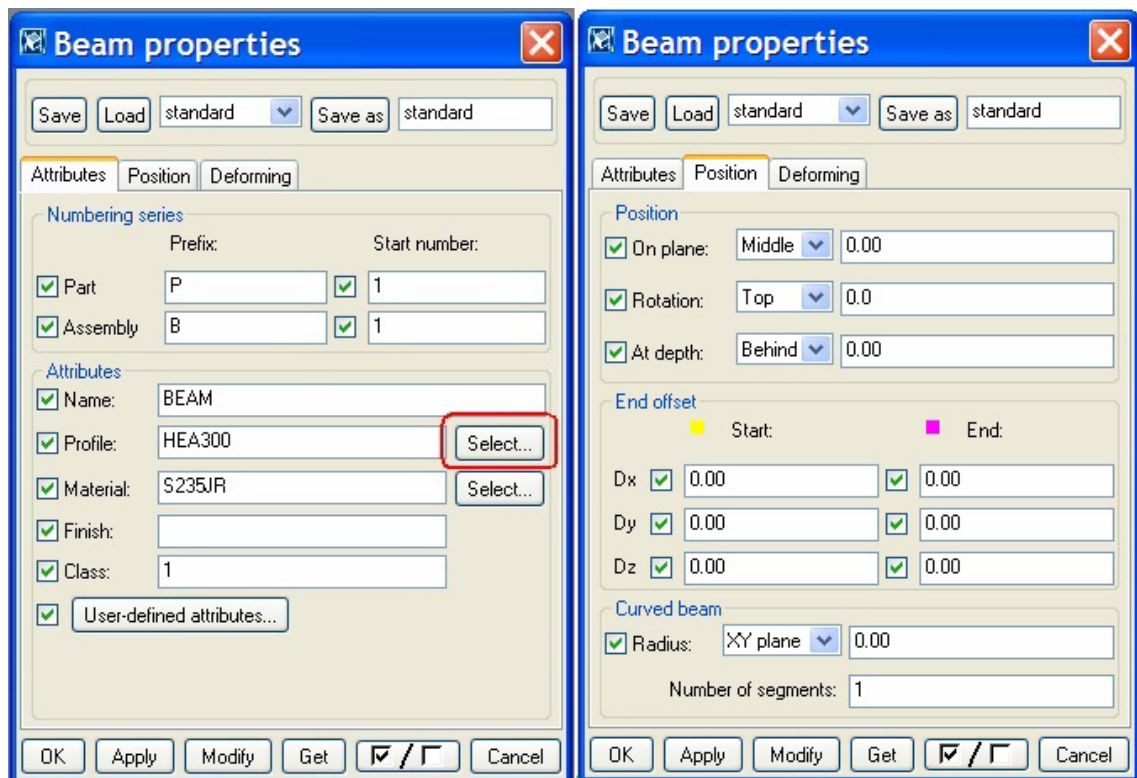 Beam properties
Save Load standard Save as standard
Attributes Position Deforming
Numbering series
Prefix: Start number:
Part P 1
Assembly B 1
Attributes
Name: BEAM
Profile: HEA300 Select...
Material: S235JR Select...
Finish:
Class: 1
User-defined attributes...
OK Apply Modify Get / Cancel
Beam properties
Save Load standard Save as standard
Attributes Position Deforming
Position
On plane: Middle 0.00
Rotation: Top 0.0
At depth: Behind 0.00
End offset
Start: End:
Dx 0.00 0.00
Dy 0.00 0.00
Dz 0.00 0.00
Curved beam
Radius: XY plane 0.00
Number of segments: 1
OK Apply Modify Get / Cancel